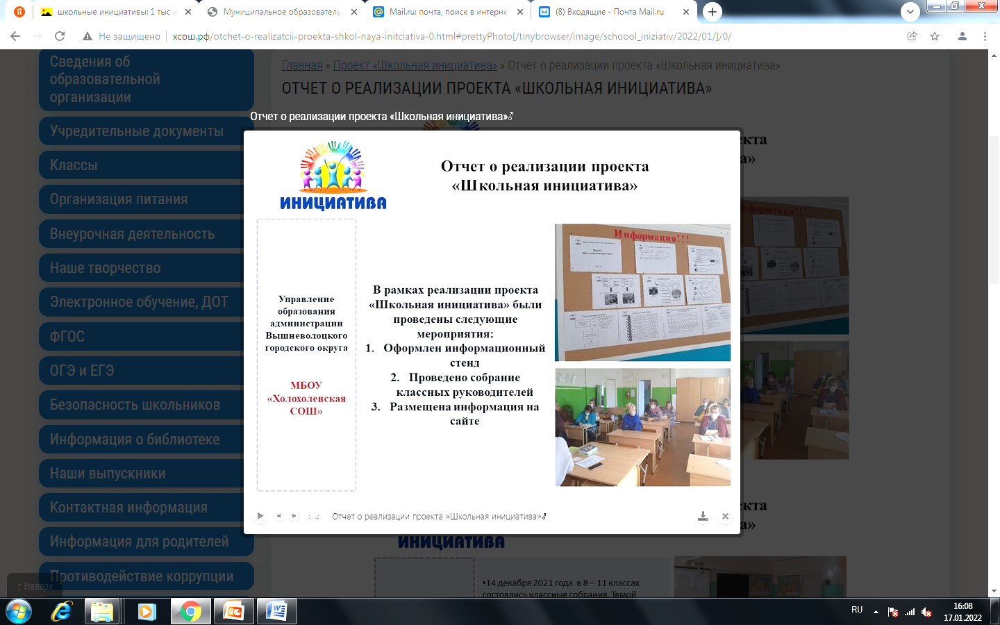 школьные инициативы: 1 тыс и
Муниципальное образователь
Mail.ru: почта, поиск в интерне
(8) Входящие - Почта Mail.ru
Не защищено
хсош.рф/otchet-o-realizatcii-proekta-shkol-naya-initciativa-0.html#prettyPhoto[/tinybrowser/image/schoool_iniziativ/2022/01/]/0/
Сведения об
образовательной
организации
Учредительные документы
Классы
Организация питания
Внеурочная деятельность
Наше творчество
Электронное обучение, ДОТ
ФГОС
ОГЭ и ЕГЭ
Безопасность школьников
Информация о библиотеке
Наши выпускники
Контактная информация
Информация для родителей
Противодействие коррупции
↑ Наверх
Главная » Проект «Школьная инициатива» » Отчет о реализации проекта «Школьная инициатива»
ОТЧЕТ О РЕАЛИЗАЦИИ ПРОЕКТА «ШКОЛЬНАЯ ИНИЦИАТИВА»
Отчет о реализации проекта «Школьная инициатива»
ИНИЦИАТИВА
Отчет о реализации проекта
«Школьная инициатива»
Управление
образования
администрации
Вышневолоцкого
городского округа
МБОУ
«Холохоленская
СОШ»
В рамках реализации проекта
«Школьная инициатива» были
проведены следующие
мероприятия:
1. Оформлен информационный
стенд
2. Проведено собрание
классных руководителей
3. Размещена информация на
сайте
Информация!!!
Проект
«Школьная инициатива»
1/4
Отчет о реализации проекта «Школьная инициатива»
ИНИЦИАТИВА
•14 декабря 2021 года в 8 – 11 классах
состоялись классные собрания. Темой
RU
16:08
17.01.2022